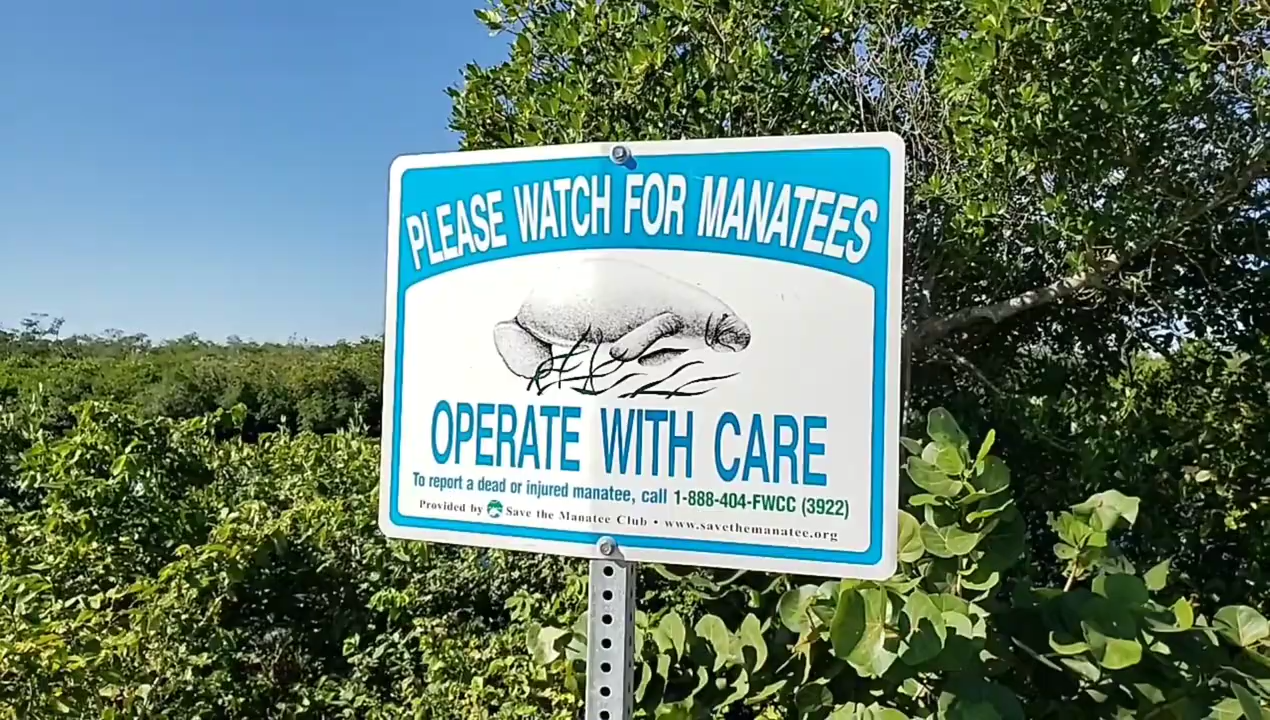 PLEASE WATCH FOR MANATEES
OPERATE WITH CARE
To report a dead or injured manatee, call 1-888-404-FWCC (3922)
Provided by Save the Manatee Club • www.savethemanatee.org